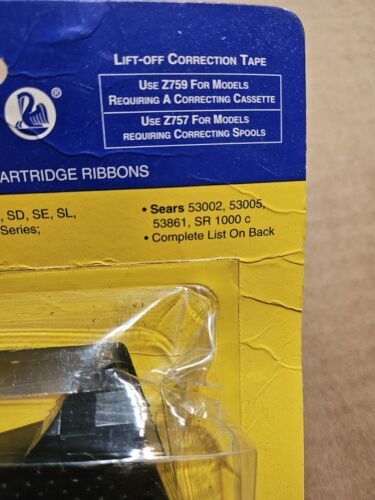 LIFT-OFF CORRECTION TAPE
USE Z759 FOR MODELS
REQUIRING A CORRECTING CASSETTE
USE Z757 FOR MODELS
REQUIRING CORRECTING SPOOLS
®
ARTRIDGE RIBBONS
, SD, SE, SL,
Series;
• Sears 53002, 53005,
53861, SR 1000 c
• Complete List On Back